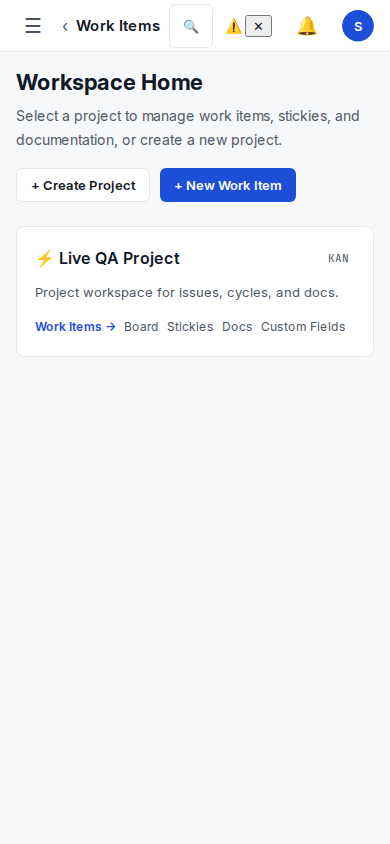 ☰ ‹ Work Items 🔍 ⚠️ ✕ 🔔 S
Workspace Home
Select a project to manage work items, stickies, and
documentation, or create a new project.
+ Create Project + New Work Item
⚡ Live QA Project KAN
Project workspace for issues, cycles, and docs.
Work Items → Board Stickies Docs Custom Fields